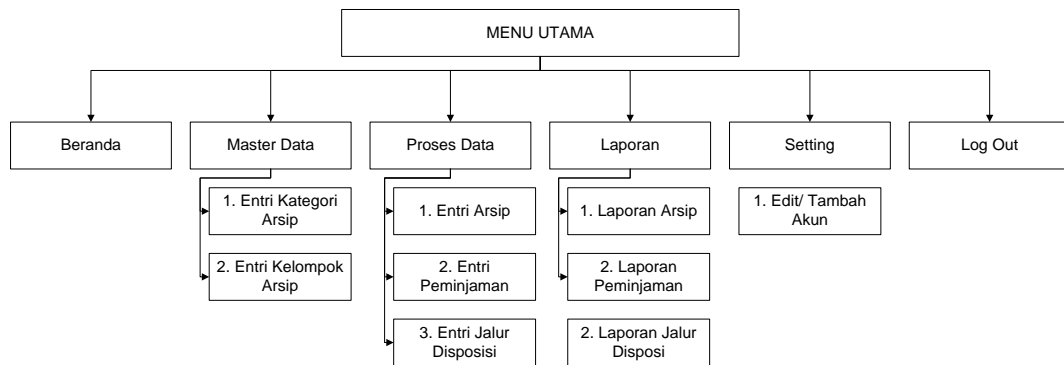 MENU UTAMA
Beranda
Master Data
Proses Data
Laporan
Setting
Log Out
1. Entri Kategori
Arsip
2. Entri Kelompok
Arsip
1. Entri Arsip
2. Entri
Peminjaman
3. Entri Jalur
Disposisi
1. Laporan Arsip
2. Laporan
Peminjaman
2. Laporan Jalur
Disposi
1. Edit/ Tambah
Akun